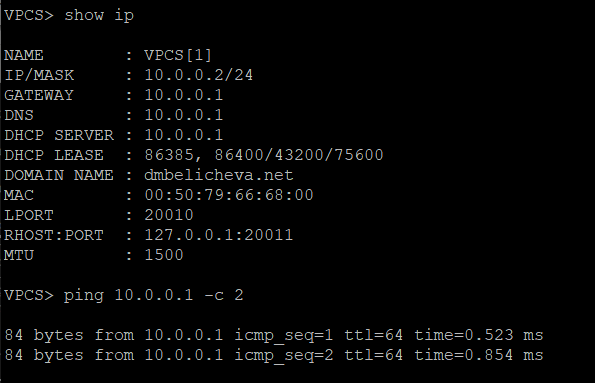 VPCS> show ip
NAME        : VPCS[1]
IP/MASK     : 10.0.0.2/24
GATEWAY     : 10.0.0.1
DNS         : 10.0.0.1
DHCP SERVER : 10.0.0.1
DHCP LEASE  : 86385, 86400/43200/75600
DOMAIN NAME : dmbelicheva.net
MAC         : 00:50:79:66:68:00
LPORT       : 20010
RHOST:PORT  : 127.0.0.1:20011
MTU         : 1500
VPCS> ping 10.0.0.1 -c 2
84 bytes from 10.0.0.1 icmp_seq=1 ttl=64 time=0.523 ms
84 bytes from 10.0.0.1 icmp_seq=2 ttl=64 time=0.854 ms